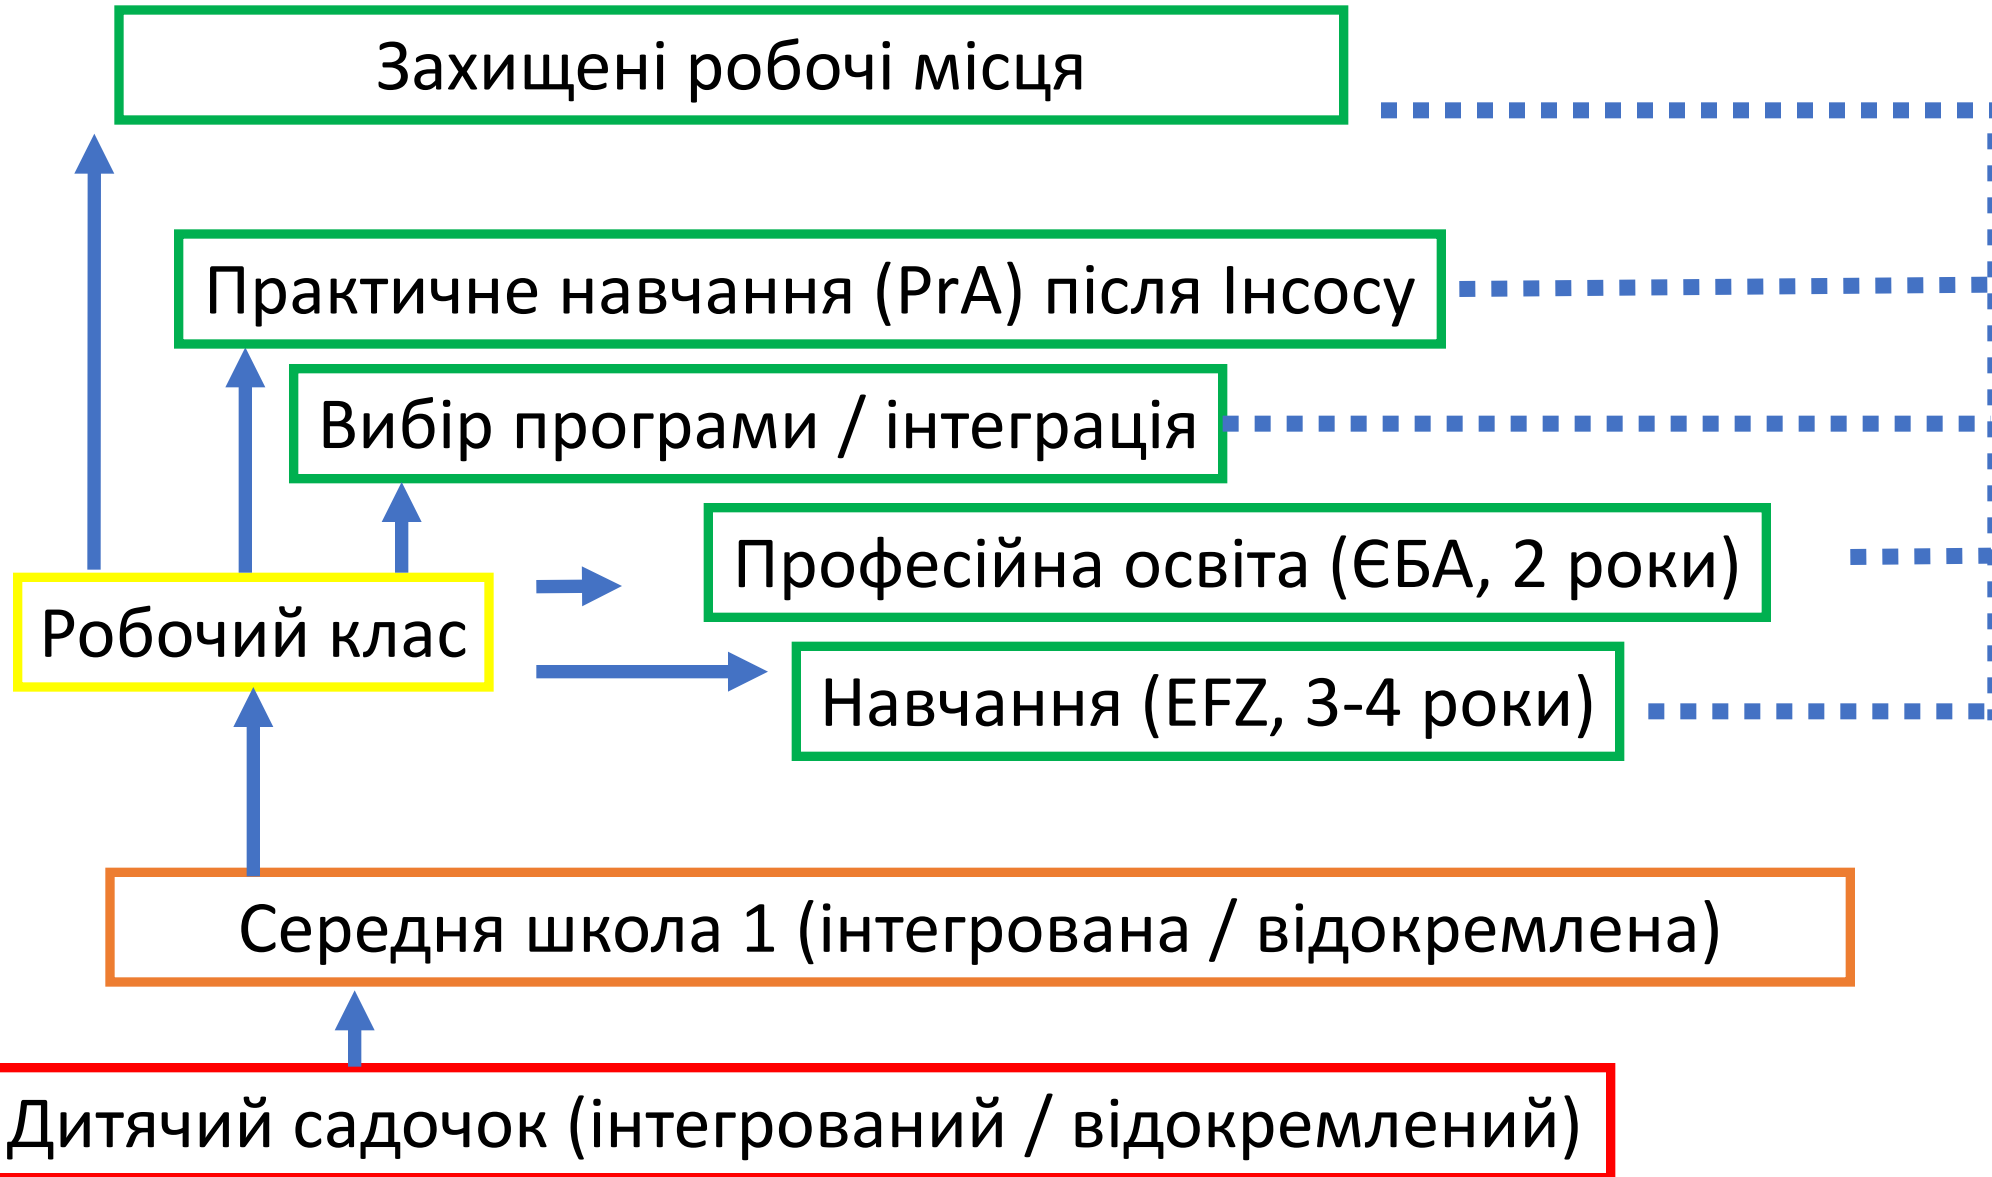 Захищені робочі місця
Практичне навчання (PrA) після Інсосу
Вибір програми / інтеграція
Професійна освіта (ЄБА, 2 роки)
Робочий клас
Навчання (EFZ, 3-4 роки)
Середня школа 1 (інтегрована / відокремлена)
Дитячий садочок (інтегрований / відокремлений)